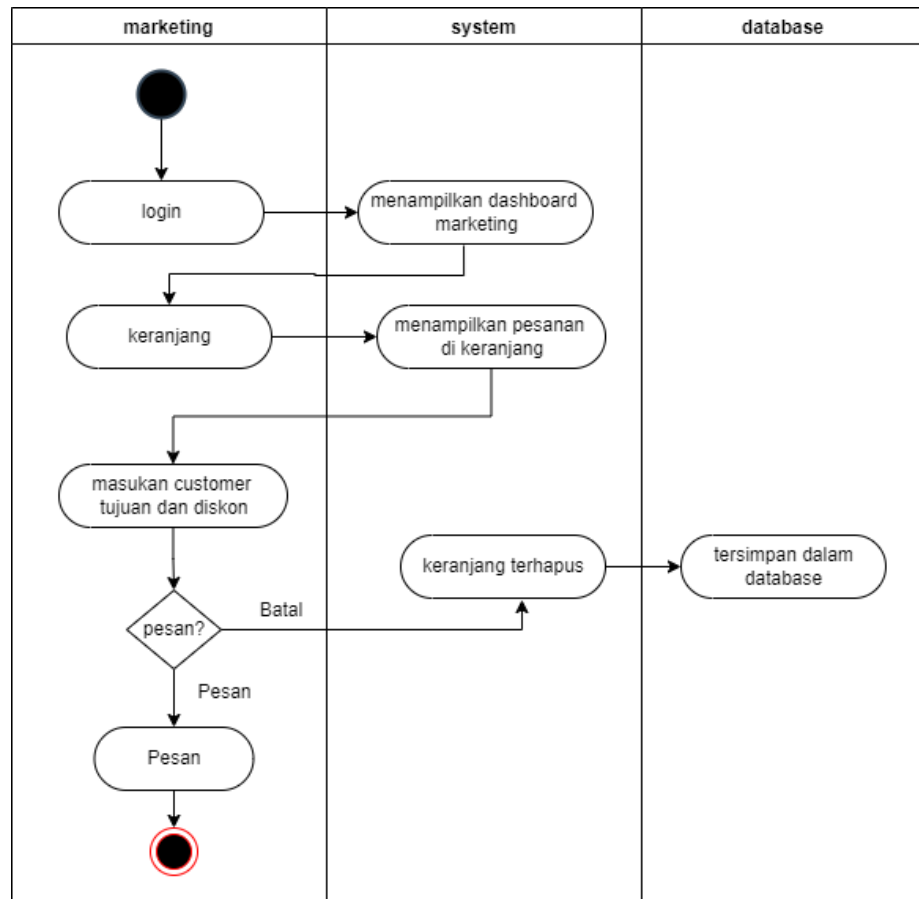 marketing
system
database
login
menampilkan dashboard
marketing
keranjang
menampilkan pesanan
di keranjang
masukan customer
tujuan dan diskon
keranjang terhapus
tersimpan dalam
database
pesan?
Batal
Pesan
Pesan